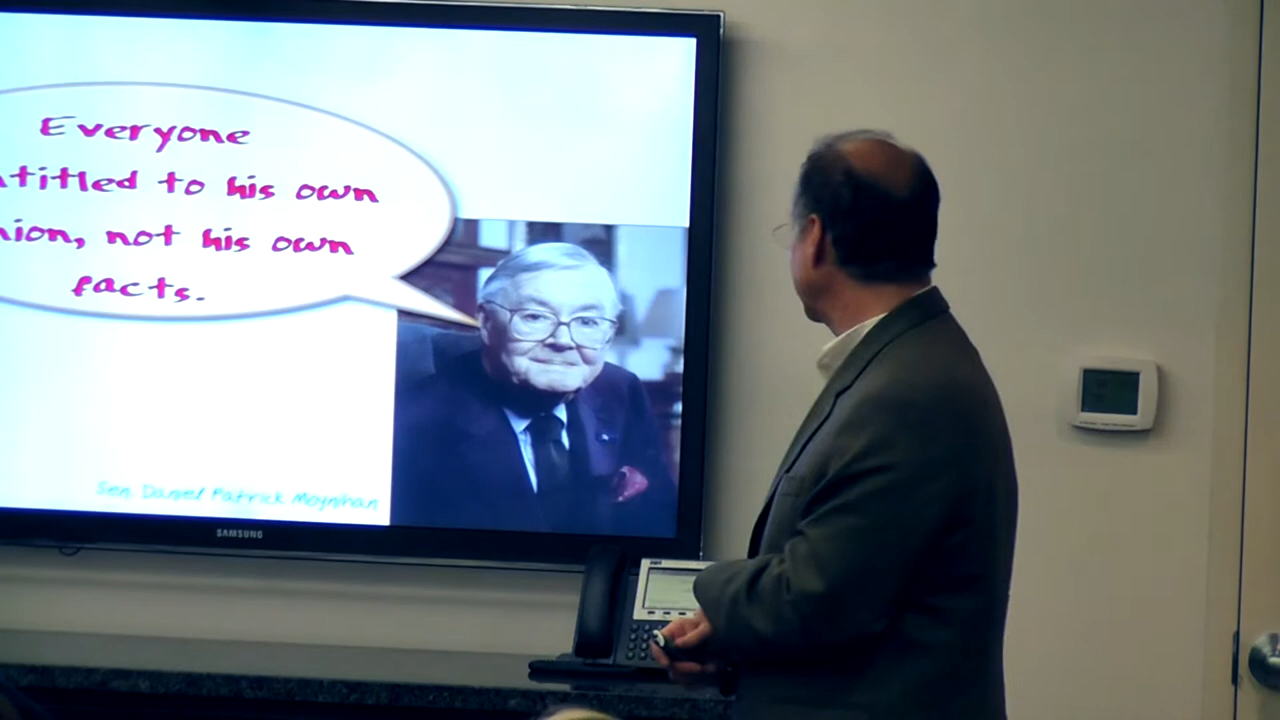 Everyone
ntitled to his own
nion, not his own
facts.
Sen. Daniel Patrick Moynihan
SAMSUNG